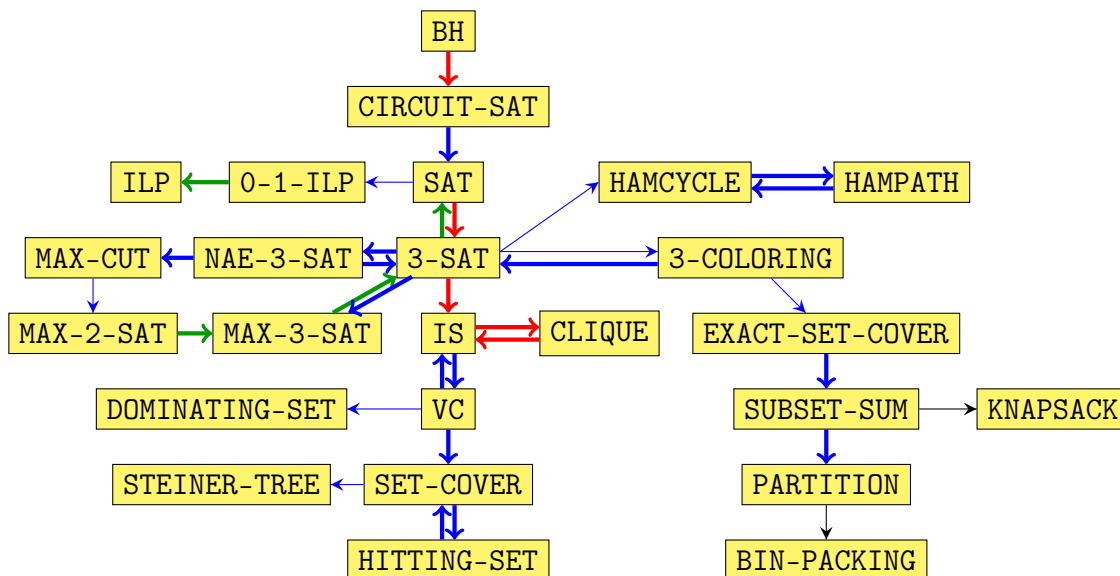 BH
CIRCUIT-SAT
ILP 0-1-ILP SAT HAMCYCLE HAMPATH
MAX-CUT NAE-3-SAT 3-SAT 3-COLORING
MAX-2-SAT MAX-3-SAT IS CLIQUE EXACT-SET-COVER
DOMINATING-SET VC SUBSET-SUM KNAPSACK
STEINER-TREE SET-COVER PARTITION
HITTING-SET BIN-PACKING